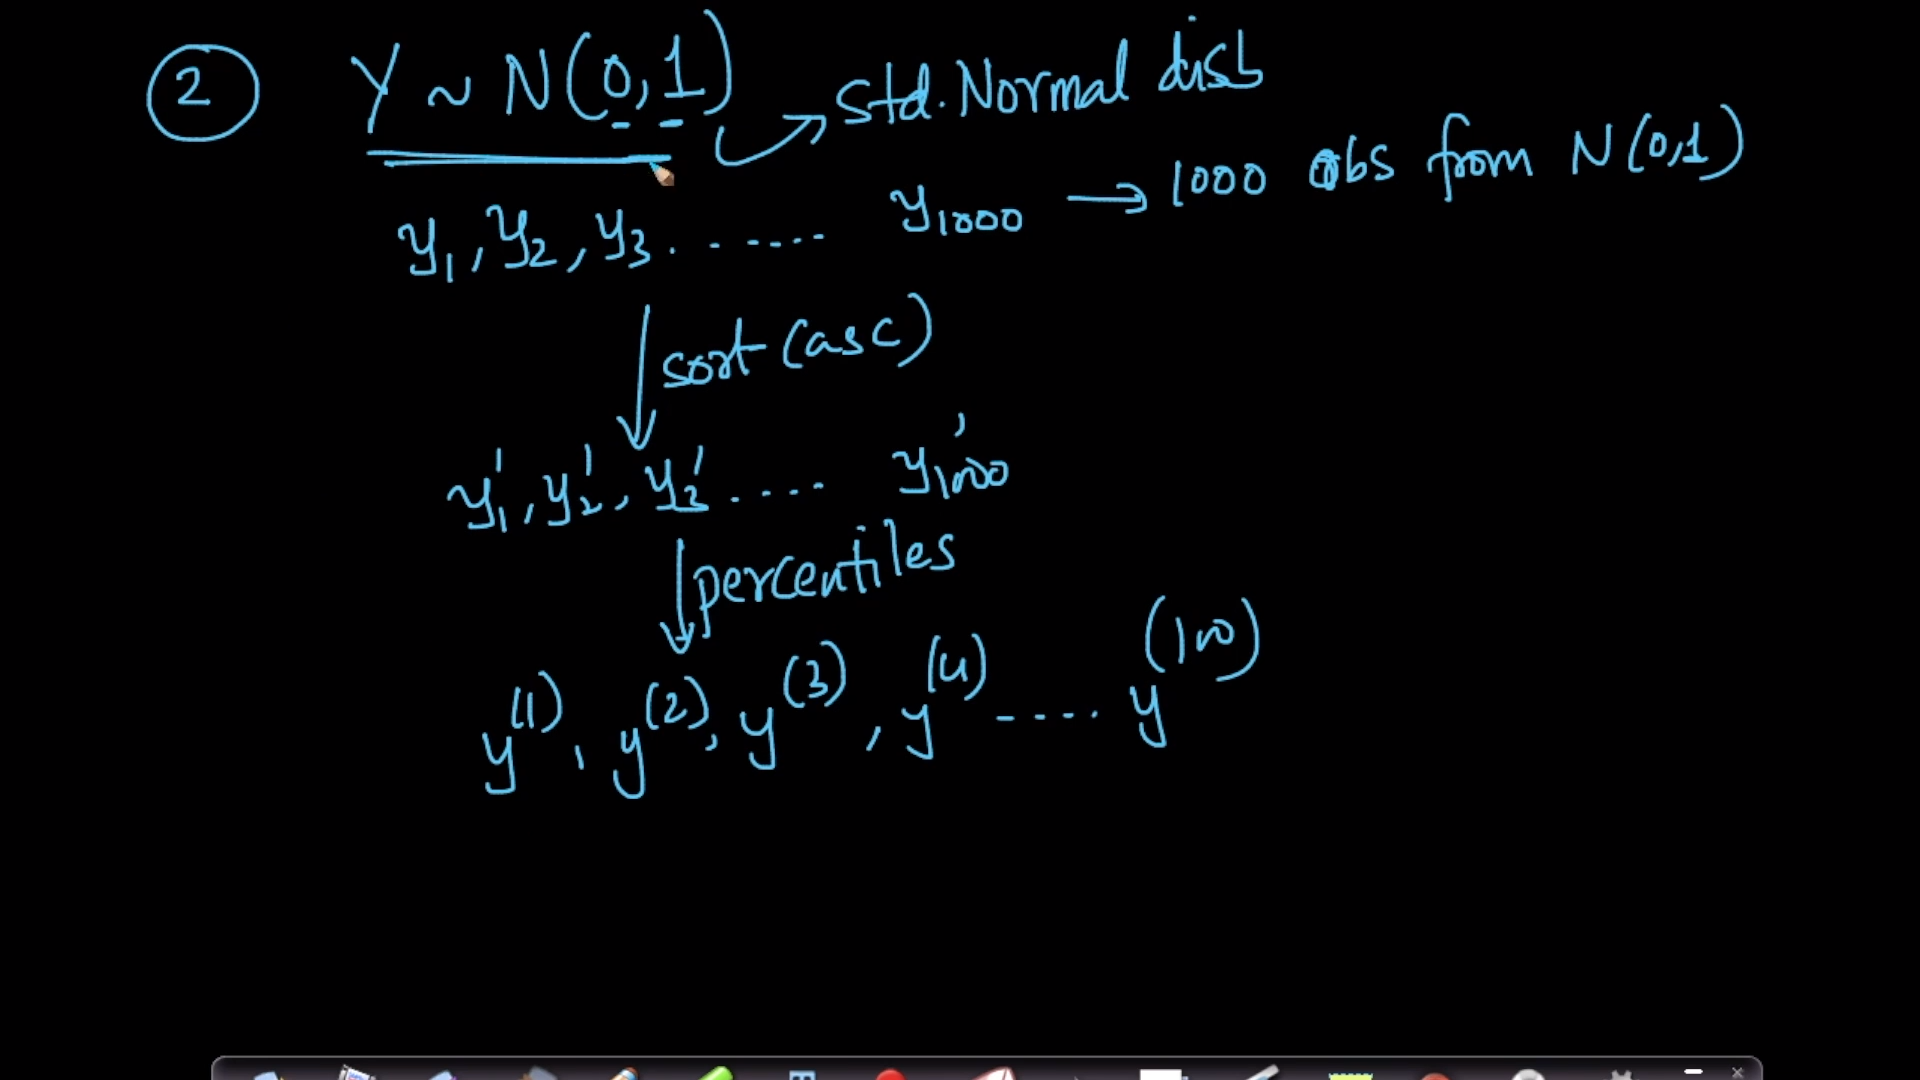 2 Y ~ N(0,1) → std. Normal dist
y₁, y₂, y₃. ...... y₁₀₀₀ → 1000 obs from N(0,1)
↓ sort (asc)
y'₁, y'₂, y'₃ .... y'₁₀₀₀
↓ percentiles
y⁽¹⁾, y⁽²⁾, y⁽³⁾, y⁽⁴⁾ ---.. y⁽¹⁰⁰⁾